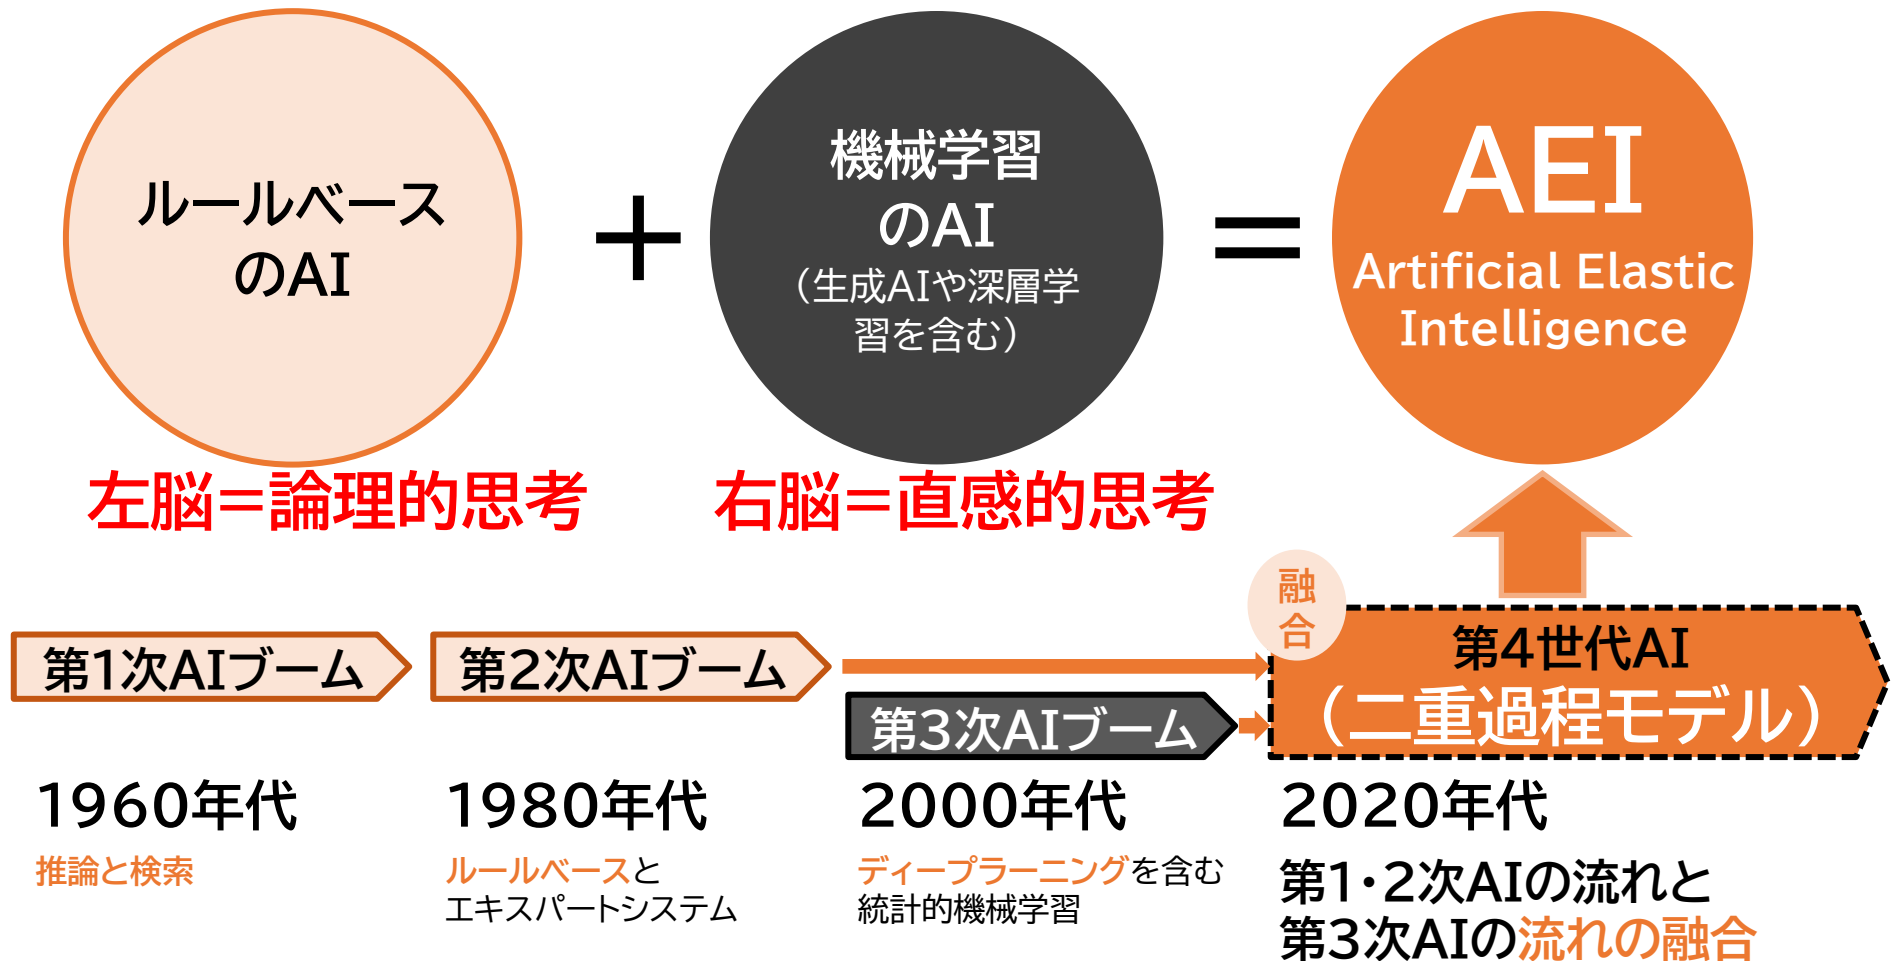 ルールベース
のAI
+
機械学習
のAI
（生成AIや深層学
習を含む）
=
AEI
Artificial Elastic
Intelligence
左脳=論理的思考
右脳=直感的思考
融
合
第1次AIブーム
第2次AIブーム
第3次AIブーム
第4世代AI
（二重過程モデル）
1960年代
推論と検索
1980年代
ルールベースと
エキスパートシステム
2000年代
ディープラーニングを含む
統計的機械学習
2020年代
第1・2次AIの流れと
第3次AIの流れの融合